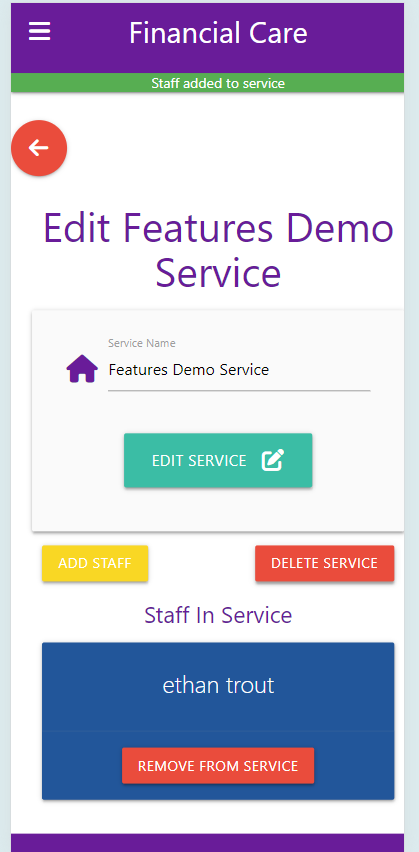 Financial Care
Staff added to service
Edit Features Demo
Service
Service Name
Features Demo Service
EDIT SERVICE
ADD STAFF
DELETE SERVICE
Staff In Service
ethan trout
REMOVE FROM SERVICE